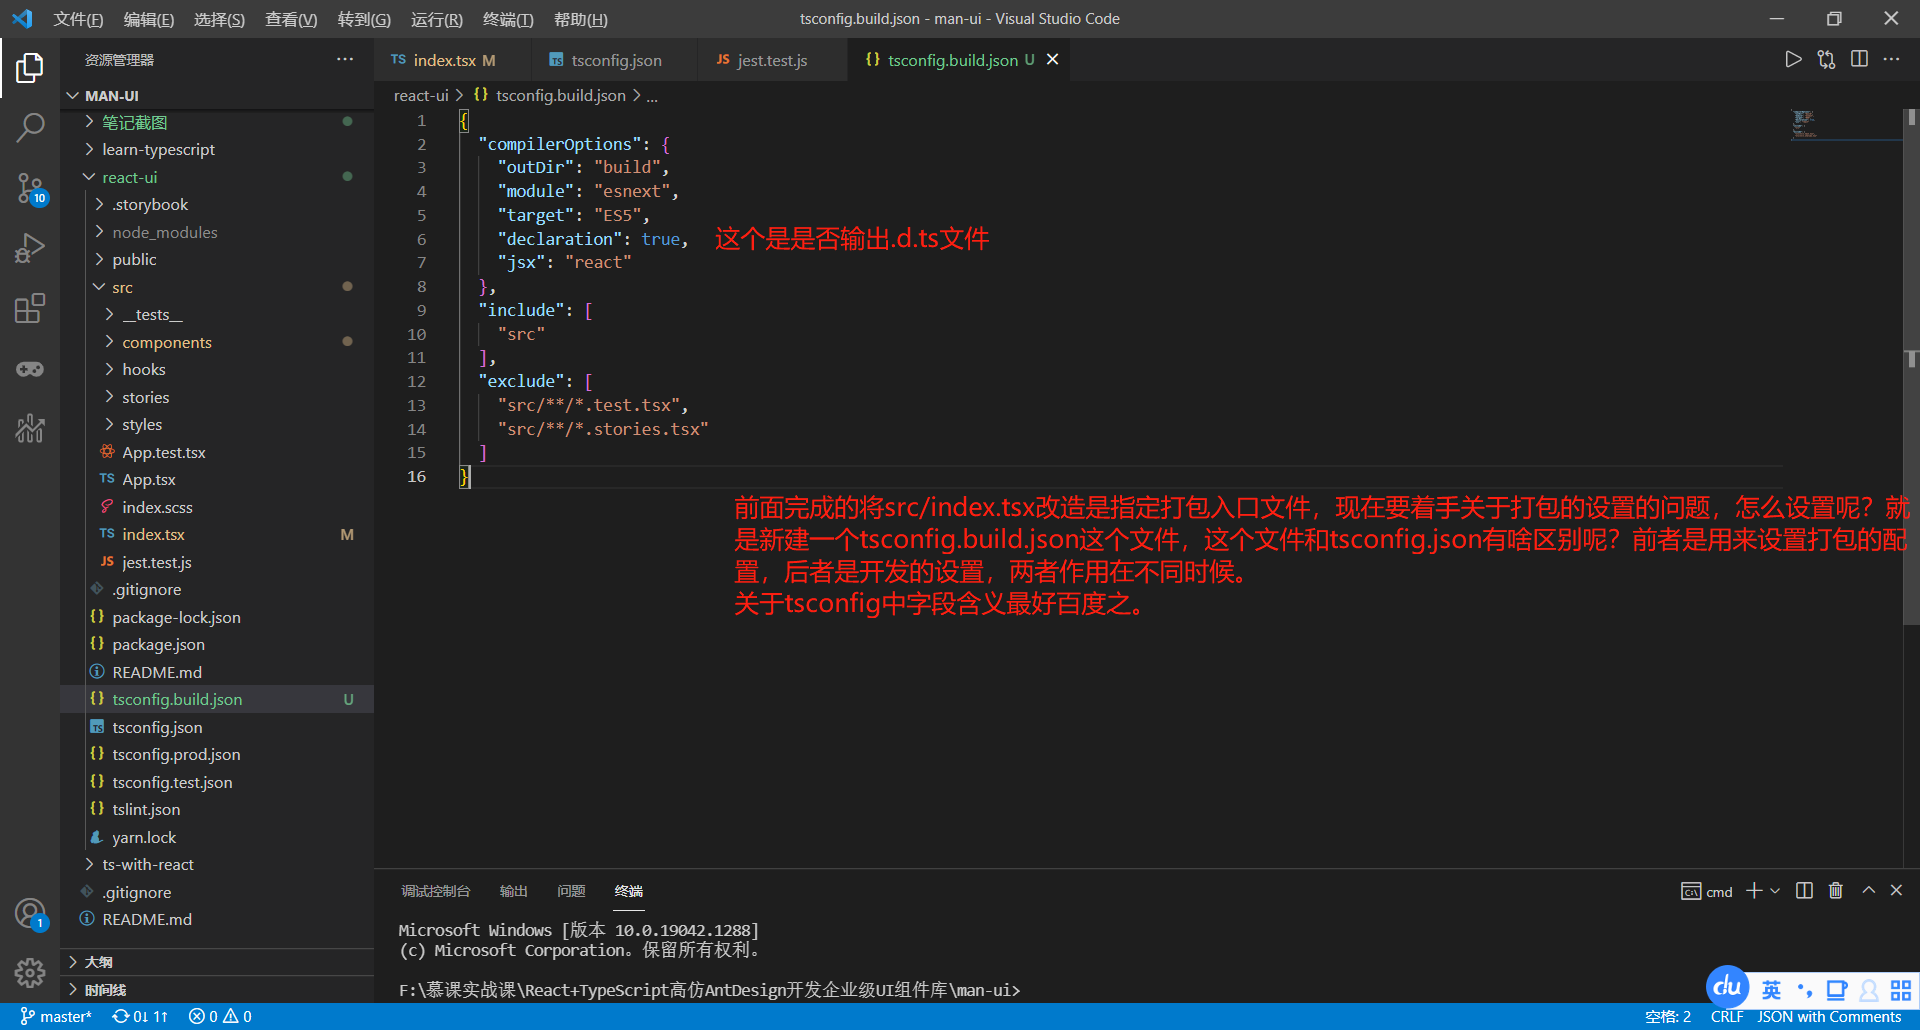 文件(F) 编辑(E) 选择(S) 查看(V) 转到(G) 运行(R) 终端(T) 帮助(H) tsconfig.build.json - man-ui - Visual Studio Code
资源管理器 ···
TS index.tsx M tsconfig.json JS jest.test.js {} tsconfig.build.json U
MAN-UI
react-ui > {} tsconfig.build.json > ...
笔记截图
learn-typescript
react-ui
.storybook
node_modules
public
src
__tests__
components
hooks
stories
styles
App.test.tsx
TS App.tsx
index.scss
TS index.tsx M
JS jest.test.js
.gitignore
{} package-lock.json
{} package.json
README.md
{} tsconfig.build.json U
TS tsconfig.json
{} tsconfig.prod.json
{} tsconfig.test.json
{} tslint.json
yarn.lock
ts-with-react
.gitignore
README.md
大纲
时间线
10
1
1 {
2 "compilerOptions": {
3 "outDir": "build",
4 "module": "esnext",
5 "target": "ES5",
6 "declaration": true, 这个是是否输出.d.ts文件
7 "jsx": "react"
8 },
9 "include": [
10 "src"
11 ],
12 "exclude": [
13 "src/**/*.test.tsx",
14 "src/**/*.stories.tsx"
15 ]
16 }
前面完成的将src/index.tsx改造是指定打包入口文件，现在要着手关于打包的设置的问题，怎么设置呢？就
是新建一个tsconfig.build.json这个文件，这个文件和tsconfig.json有啥区别呢？前者是用来设置打包的配
置，后者是开发的设置，两者作用在不同时候。
关于tsconfig中字段含义最好百度之。
调试控制台 输出 问题 终端 cmd
Microsoft Windows [版本 10.0.19042.1288]
(c) Microsoft Corporation。保留所有权利。
F:\慕课实战课\React+TypeScript高仿AntDesign开发企业级UI组件库\man-ui>
du 英
master* 0↓ 1↑ 0 0 空格: 2 CRLF JSON with Comments